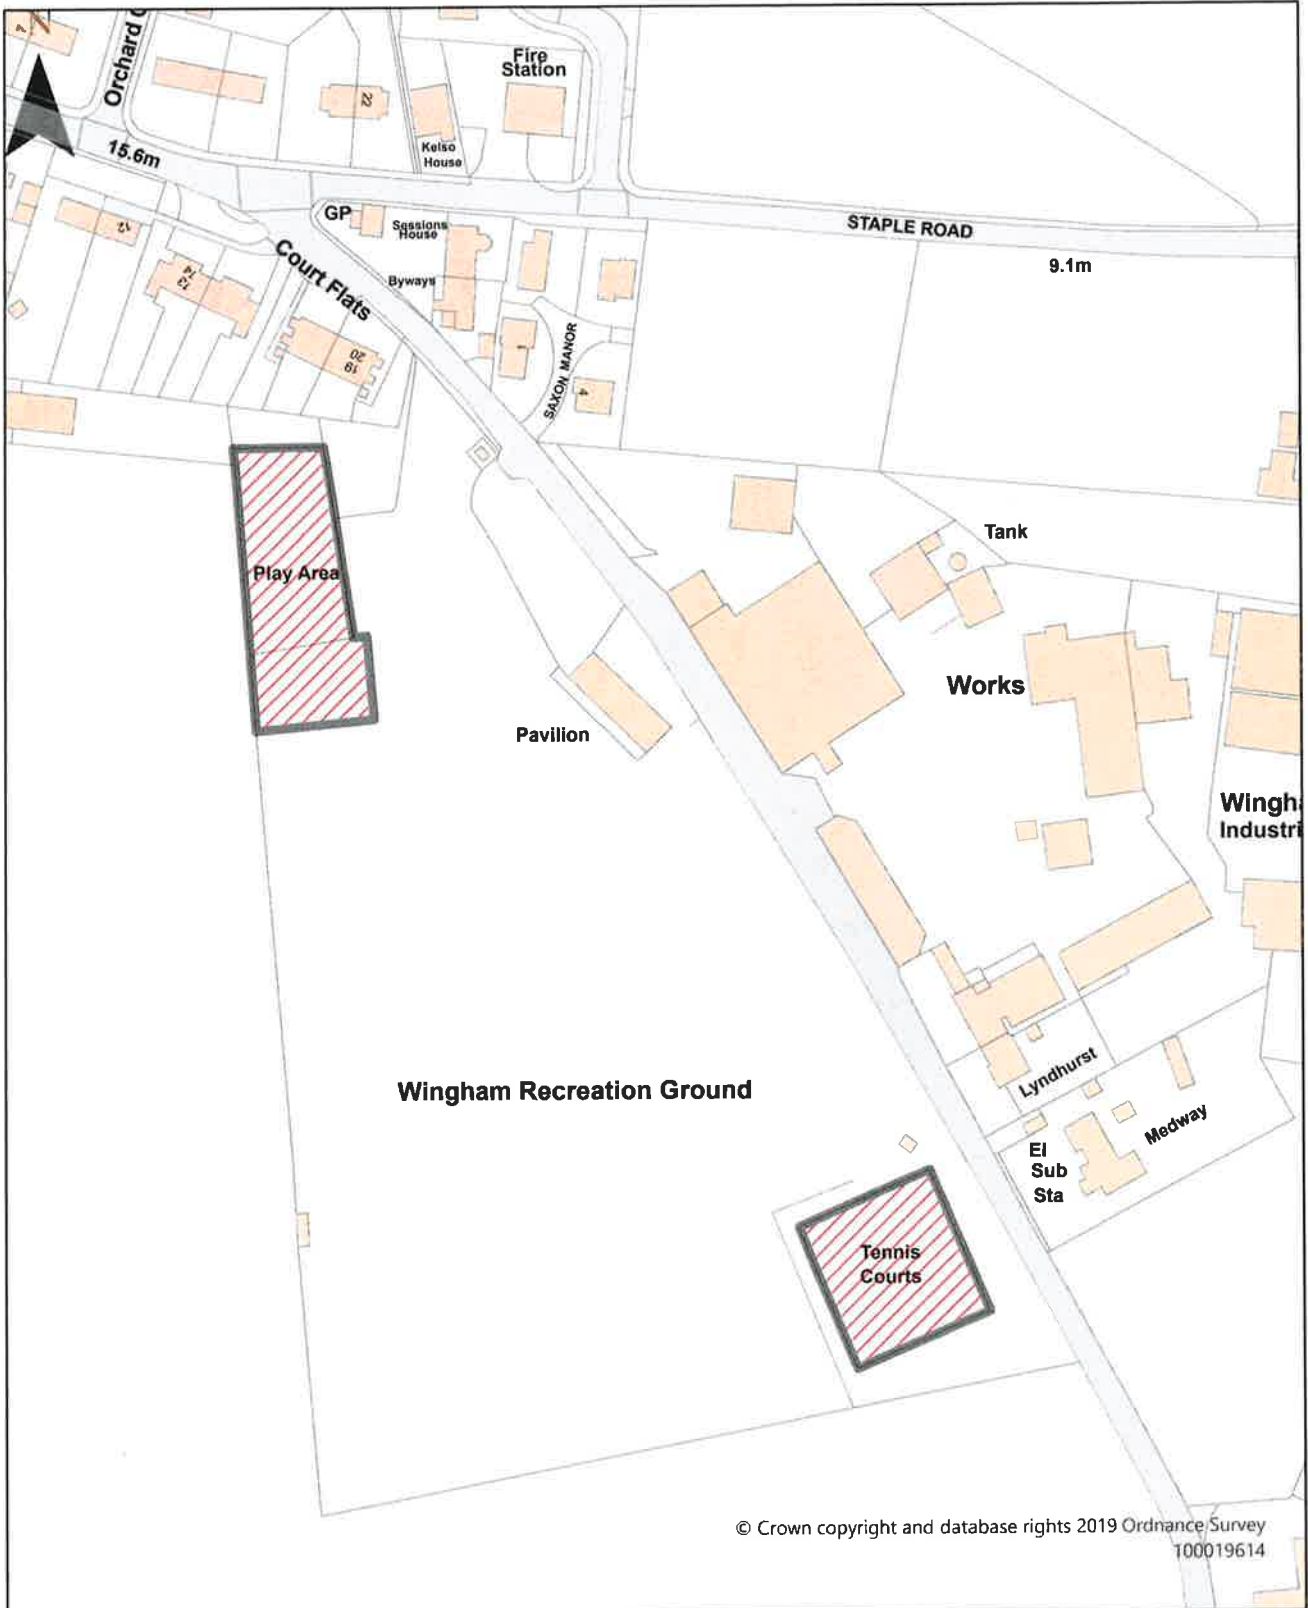 4
Orchard
15.6m
22
Fire
Station
Kelso
House
GP
Sessions
House
Byways
STAPLE ROAD
9.1m
12
14
13
Court Flats
20
19
1
SAXON MANOR
4
Play Area
Tank
Works
Pavilion
Wingh
Industri
Wingham Recreation Ground
Lyndhurst
Medway
El
Sub
Sta
Tennis
Courts
© Crown copyright and database rights 2019 Ordnance Survey
100019614